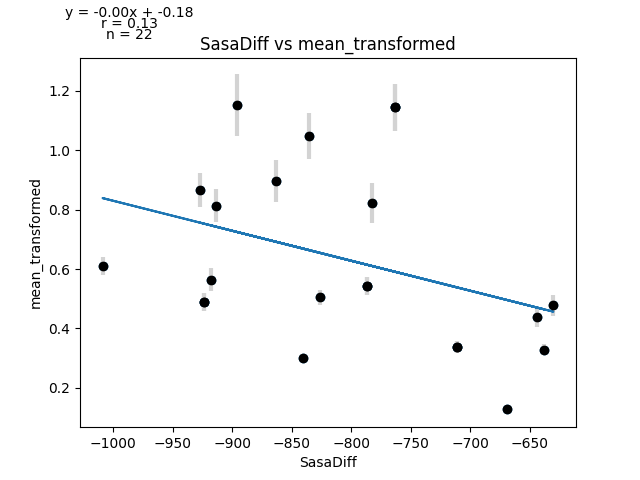 y = -0.00x + -0.18
r = 0.13
n = 22
SasaDiff vs mean_transformed
mean_transformed
1.2
1.0
0.8
0.6
0.4
0.2
−1000 −950 −900 −850 −800 −750 −700 −650
SasaDiff